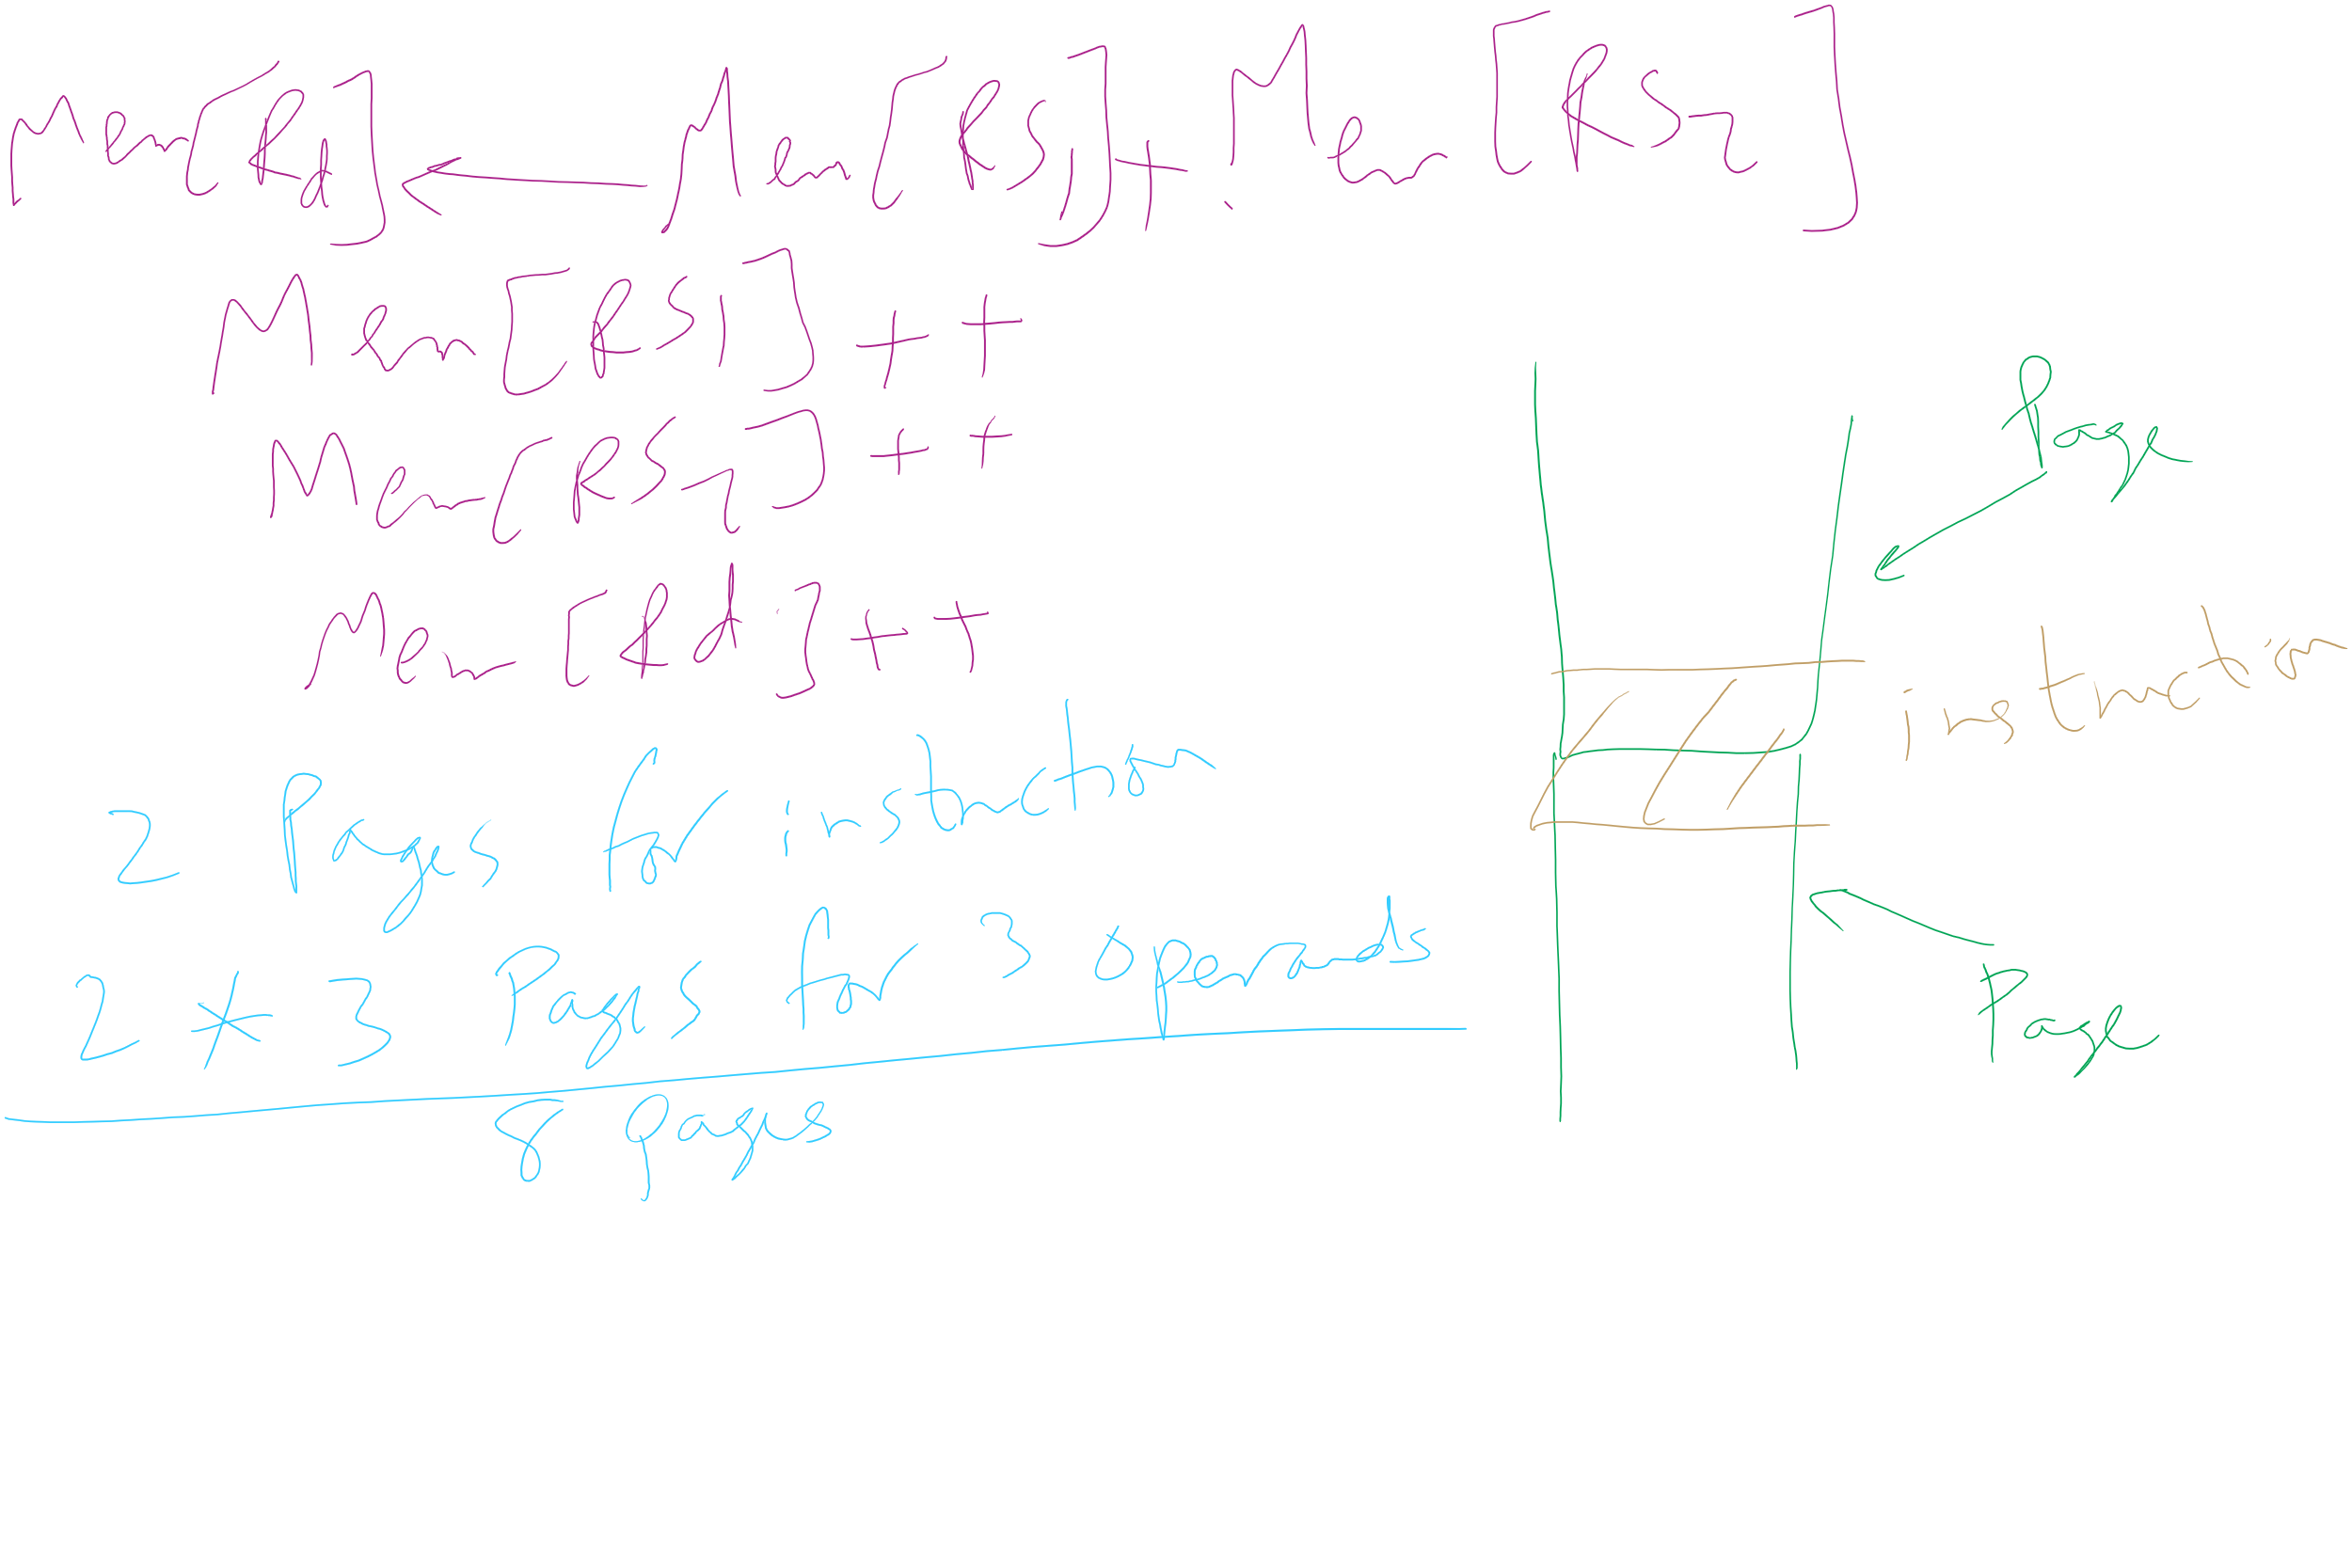 Mem[Rd] ← Mem[Rs1] + Mem[Rs2]
Mem[Rs1]++
Mem[Rs2]++
Mem[Rd]++
Page
instruction
2 Pages for instruction
2 * 3 Pages for 3 operands
Page
8 pages